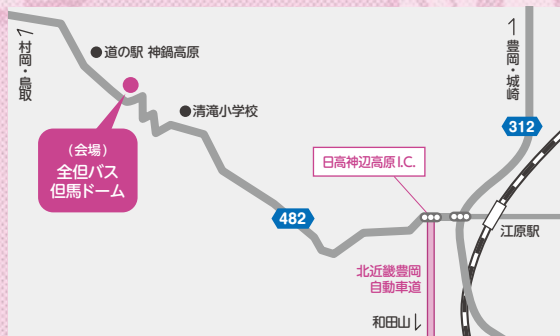 村岡・鳥取
道の駅 神鍋高原
清滝小学校
(会場)
全但バス
但馬ドーム
豊岡・城崎
312
日高神辺高原I.C.
482
江原駅
北近畿豊岡
自動車道
和田山